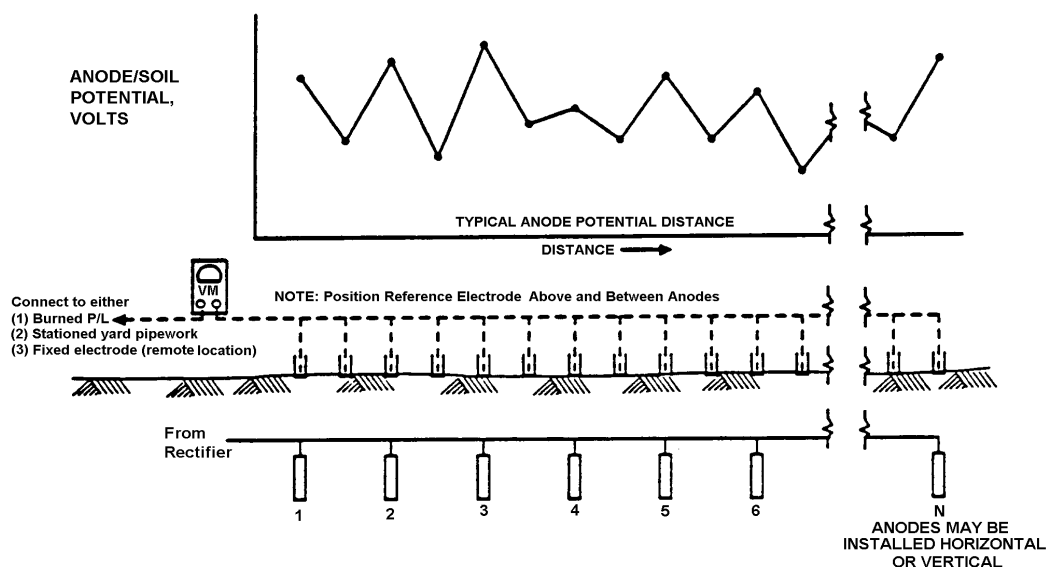 ANODE/SOIL
POTENTIAL,
VOLTS
TYPICAL ANODE POTENTIAL DISTANCE
DISTANCE
VM
NOTE: Position Reference Electrode Above and Between Anodes
Connect to either
(1) Burned P/L
(2) Stationed yard pipework
(3) Fixed electrode (remote location)
From
Rectifier
1 2 3 4 5 6 N
ANODES MAY BE
INSTALLED HORIZONTAL
OR VERTICAL